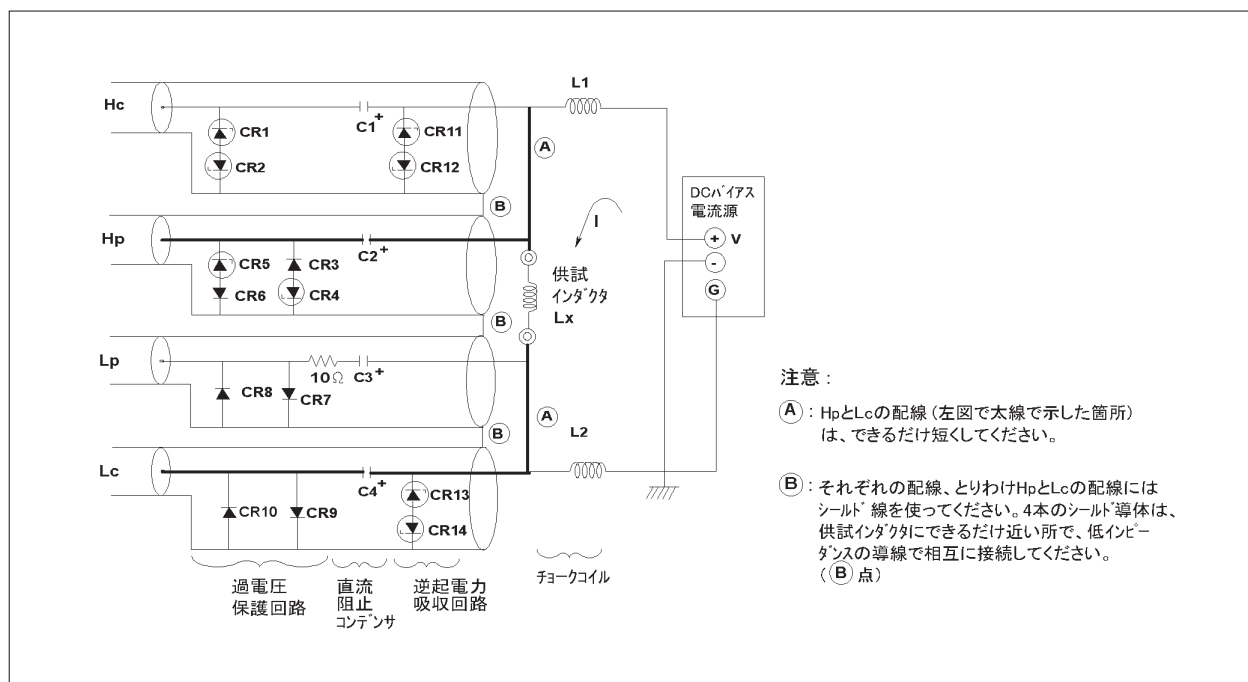 L1
Hc
C1+
CR1
CR11
CR2
CR12
A
B
DCバイアス
電流源
+ V
-
G
I
Hp
C2+
CR5
CR3
CR6
CR4
供試
インダクタ
Lx
B
Lp
10Ω
C3+
CR8
CR7
A
B
L2
Lc
C4+
CR13
CR10
CR9
CR14
過電圧
保護回路
直流
阻止
コンデンサ
逆起電力
吸収回路
チョークコイル
注意:
A : HpとLcの配線(左図で太線で示した箇所)
は、できるだけ短くしてください。
B : それぞれの配線、とりわけHpとLcの配線には
シールド線を使ってください。4本のシールド導体は、
供試インダクタにできるだけ近い所で、低インピー
ダンスの導線で相互に接続してください。
(B 点)